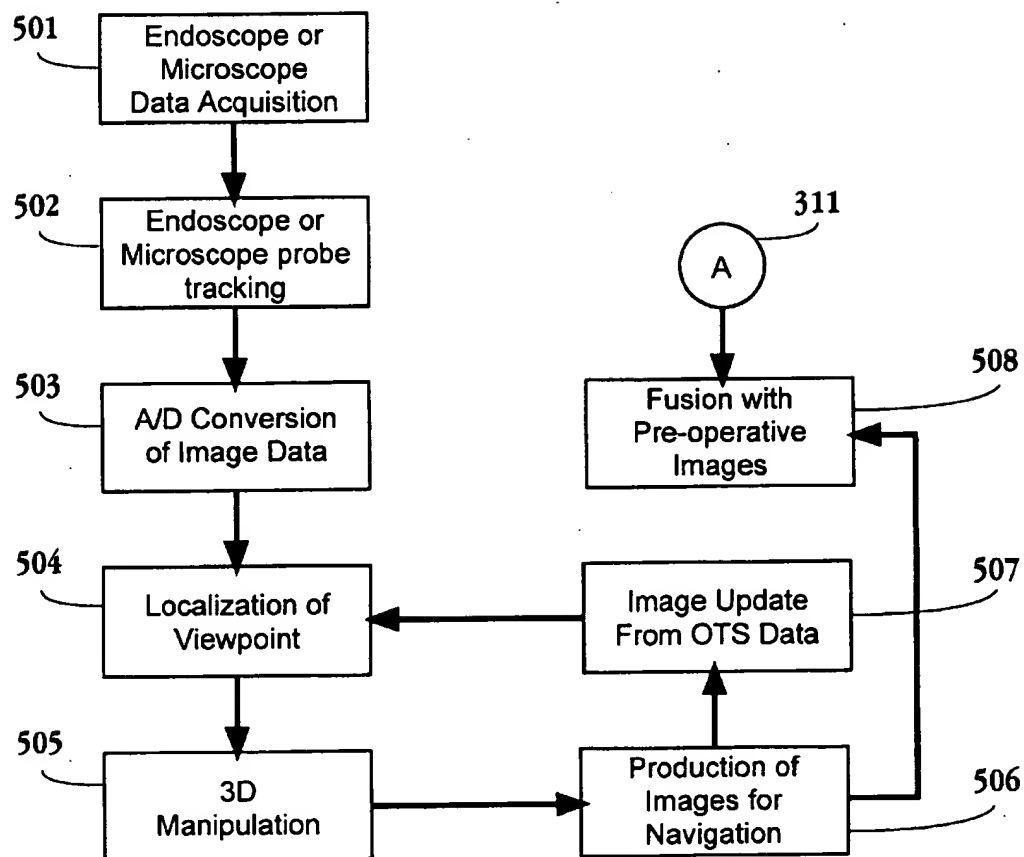 501
Endoscope or
Microscope
Data Acquisition
502
Endoscope or
Microscope probe
tracking
311
A
503
A/D Conversion
of Image Data
508
Fusion with
Pre-operative
Images
504
Localization of
Viewpoint
507
Image Update
From OTS Data
505
3D
Manipulation
Production of
Images for
Navigation
506